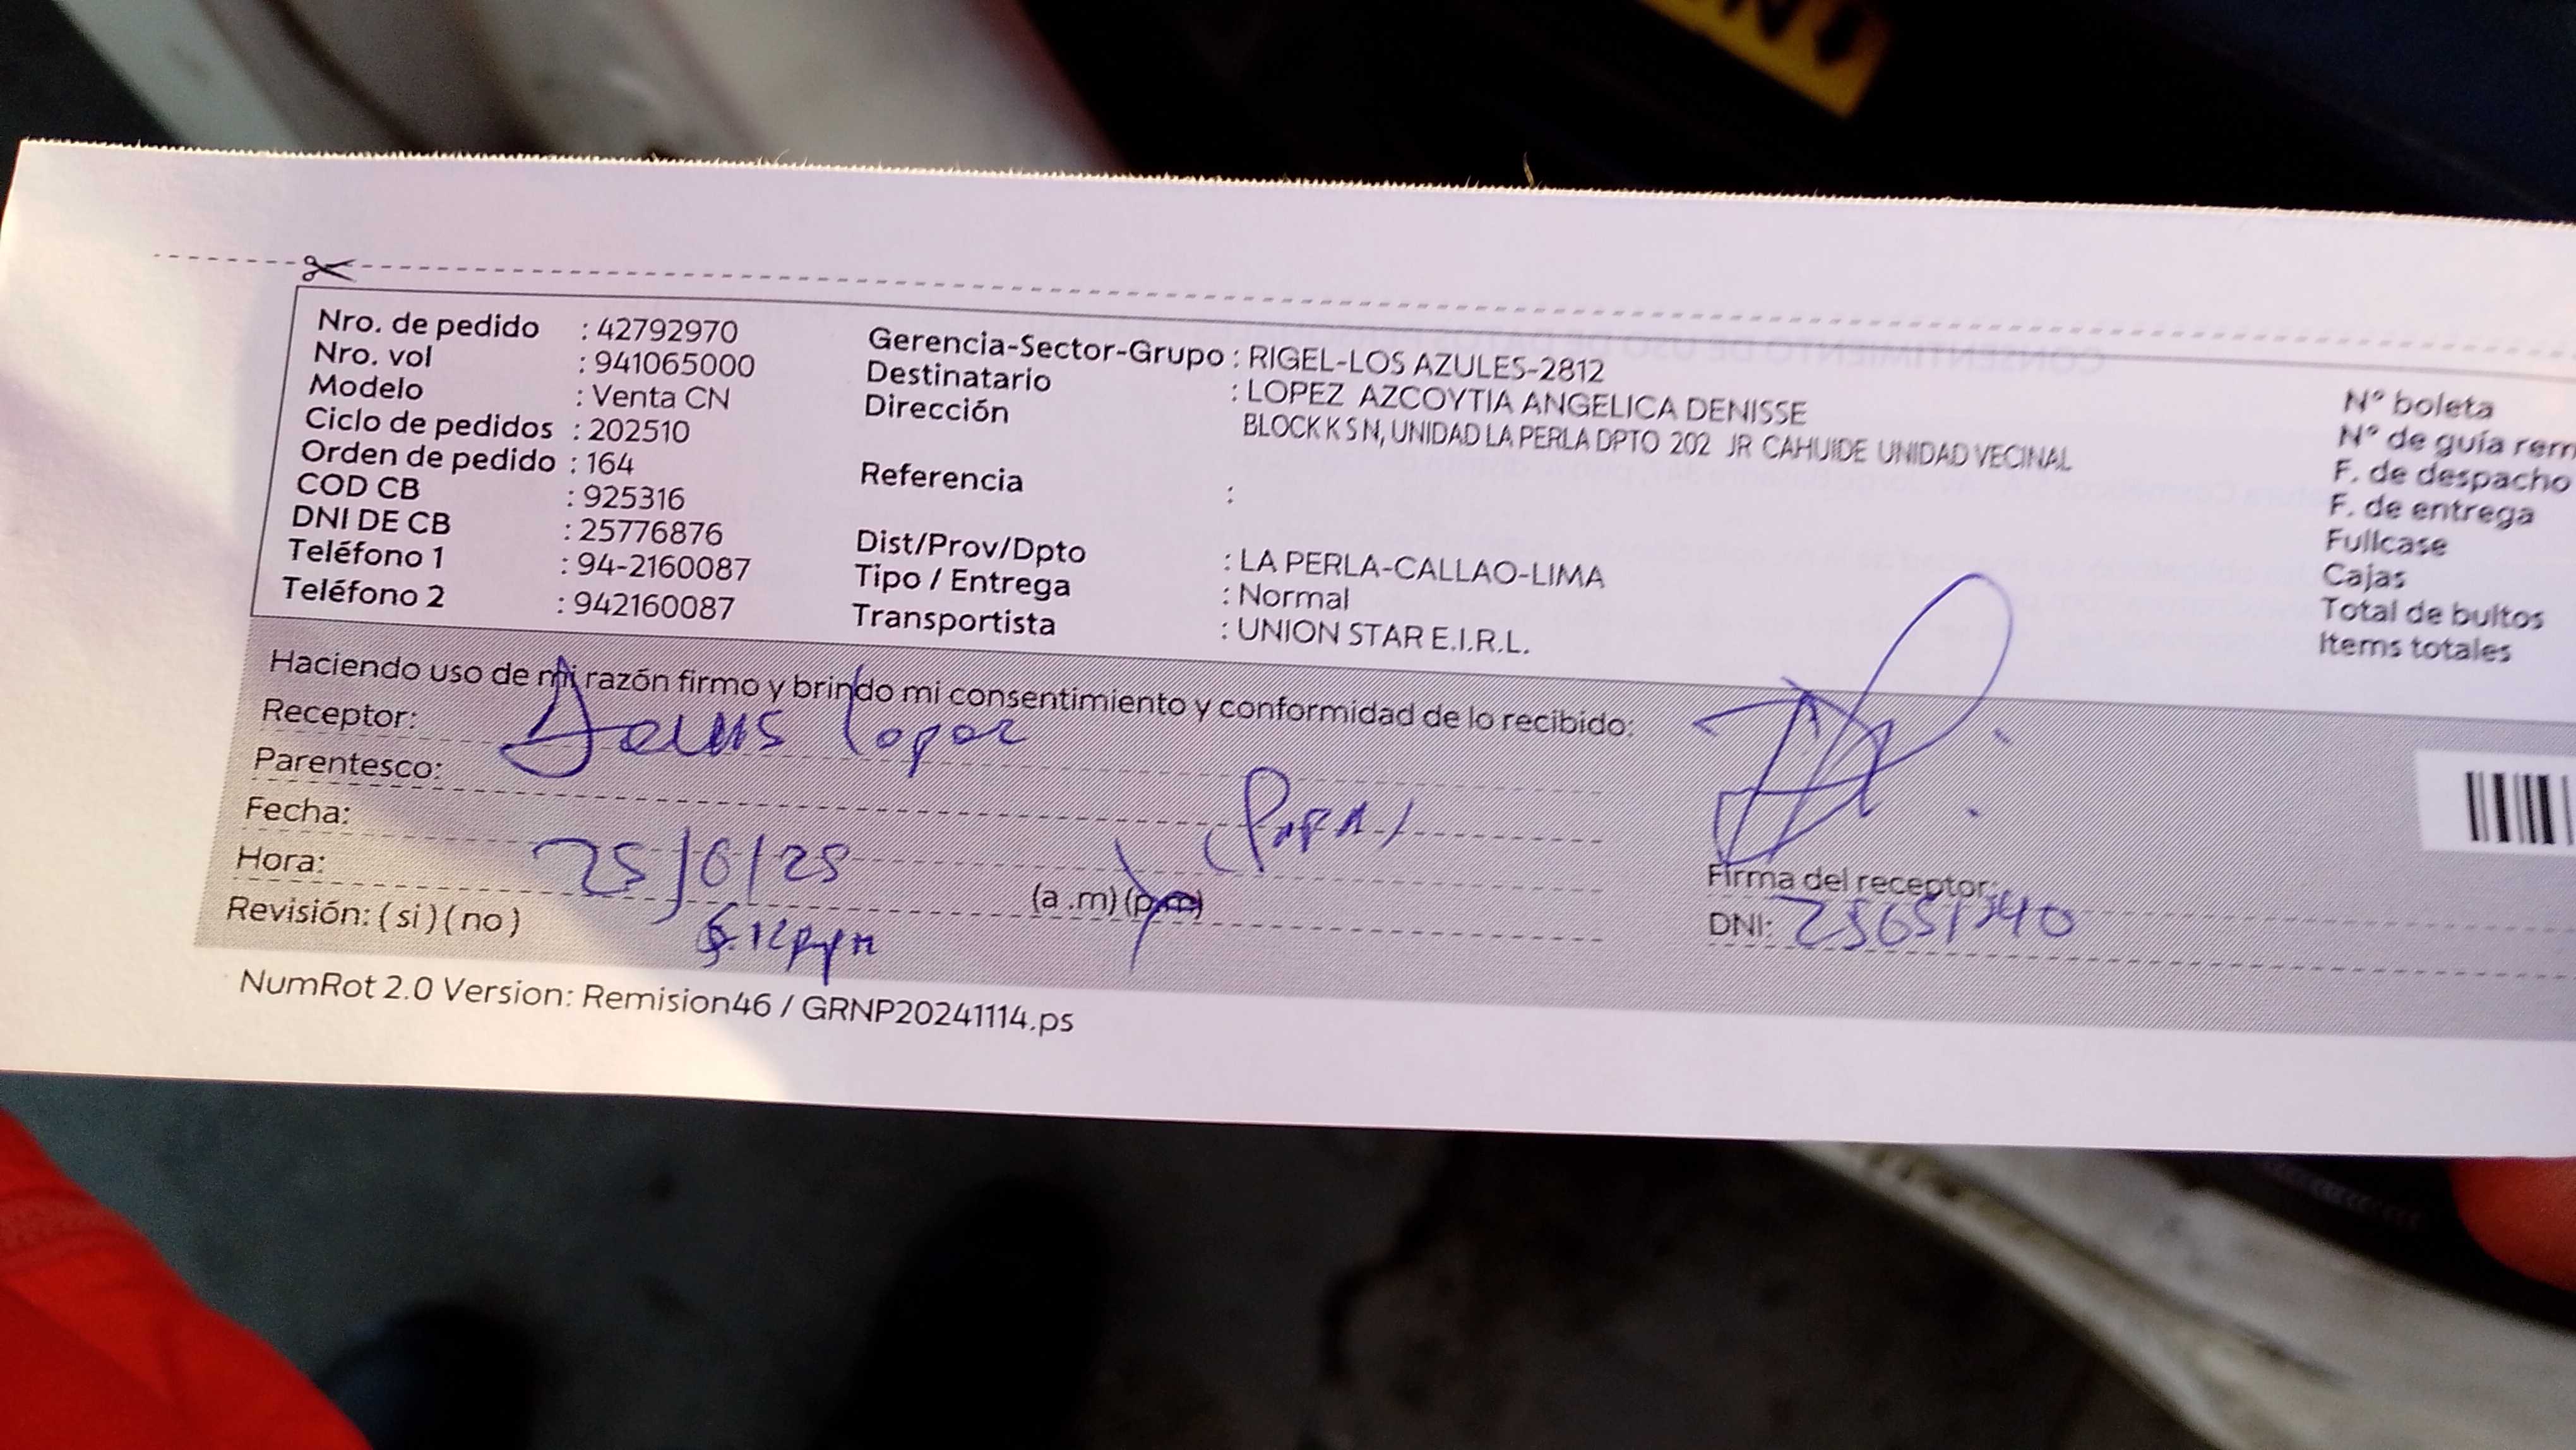 Nro. de pedido : 42792970
Nro. vol : 941065000
Modelo : Venta CN
Ciclo de pedidos : 202510
Orden de pedido : 164
COD CB : 925316
DNI DE CB : 25776876
Teléfono 1 : 94-2160087
Teléfono 2 : 942160087
Gerencia-Sector-Grupo : RIGEL-LOS AZULES-2812
Destinatario : LOPEZ AZCOYTIA ANGELICA DENISSE
Dirección BLOCK K S N, UNIDAD LA PERLA DPTO 202 JR CAHUIDE UNIDAD VECINAL
Referencia :
Dist/Prov/Dpto : LA PERLA-CALLAO-LIMA
Tipo / Entrega : Normal
Transportista : UNION STAR E.I.R.L.
N° boleta
N° de guía rem
F. de despacho
F. de entrega
Fullcase
Cajas
Total de bultos
Items totales
Haciendo uso de mi razón firmo y brindo mi consentimiento y conformidad de lo recibido:
Receptor: Lopez
Parentesco: (PAPA)
Fecha: 25/6/25
Hora: (a.m) (p.m)
Revisión: (si) (no)
Firma del receptor:
DNI:
NumRot 2.0 Version: Remision46 / GRNP20241114.ps